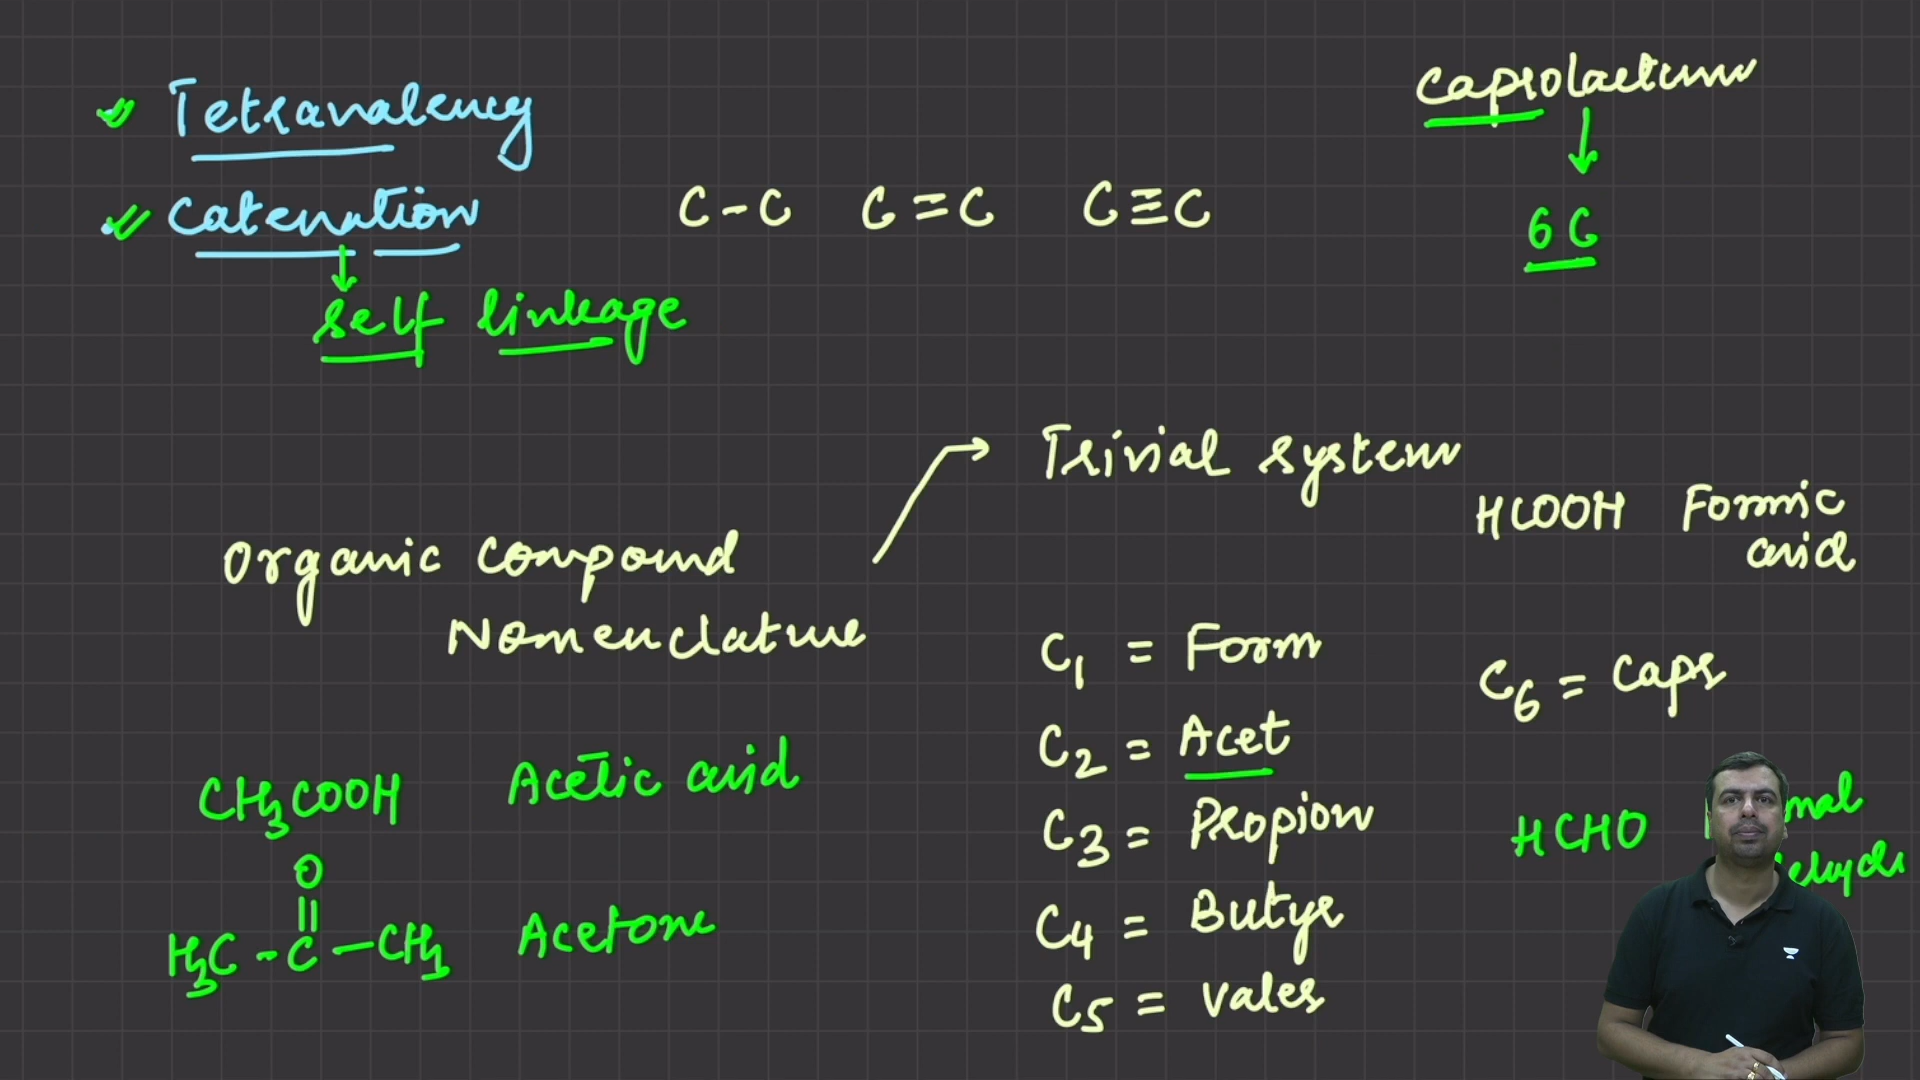 Tetravalency
Catenation
self linkage
C-C C=C C≡C
Caprolactum
6C
Organic Compound
Nomenclature
Trivial system
HCOOH Formic
acid
C1 = Form
C2 = Acet
C3 = Propion
C4 = Butyr
C5 = Valer
C6 = Capr
HCHO
CH3COOH Acetic acid
O
H3C-C-CH3 Acetone